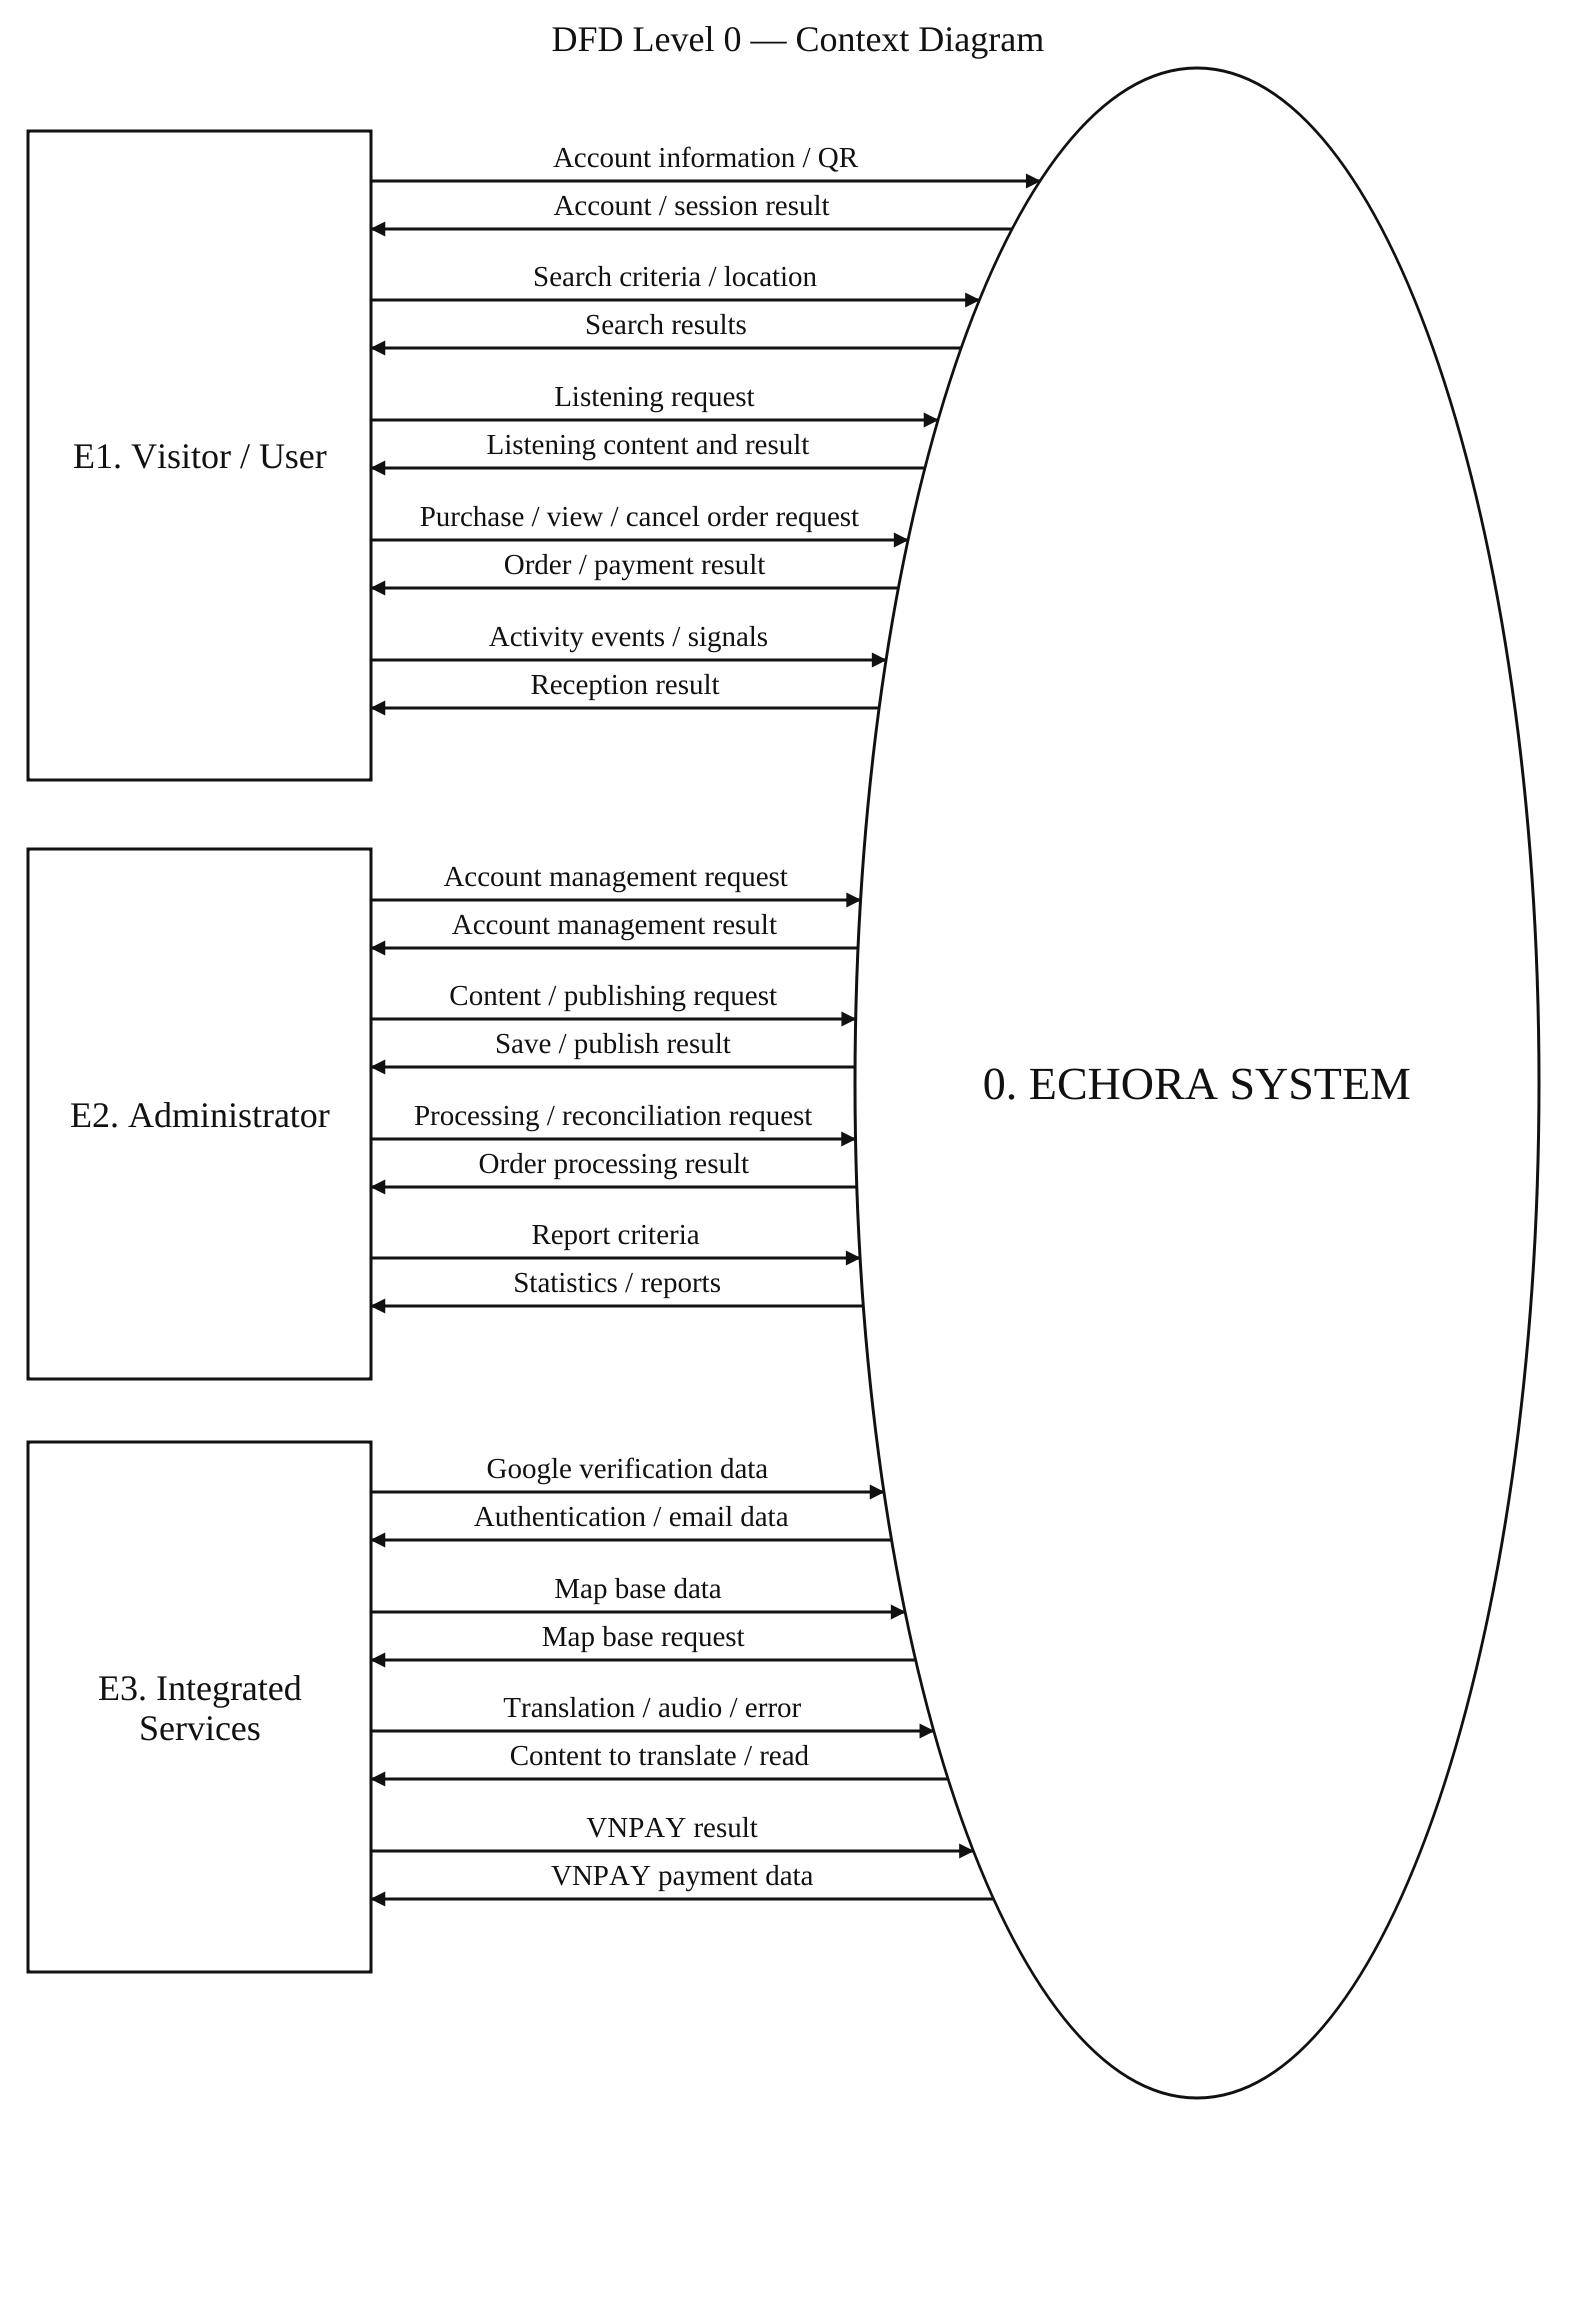 DFD Level 0 — Context Diagram
Account information / QR
Account / session result
Search criteria / location
Search results
Listening request
Listening content and result
E1. Visitor / User
Purchase / view / cancel order request
Order / payment result
Activity events / signals
Reception result
Account management request
Account management result
Content / publishing request
Save / publish result
0. ECHORA SYSTEM
E2. Administrator
Processing / reconciliation request
Order processing result
Report criteria
Statistics / reports
Google verification data
Authentication / email data
Map base data
Map base request
E3. Integrated
Services
Translation / audio / error
Content to translate / read
VNPAY result
VNPAY payment data